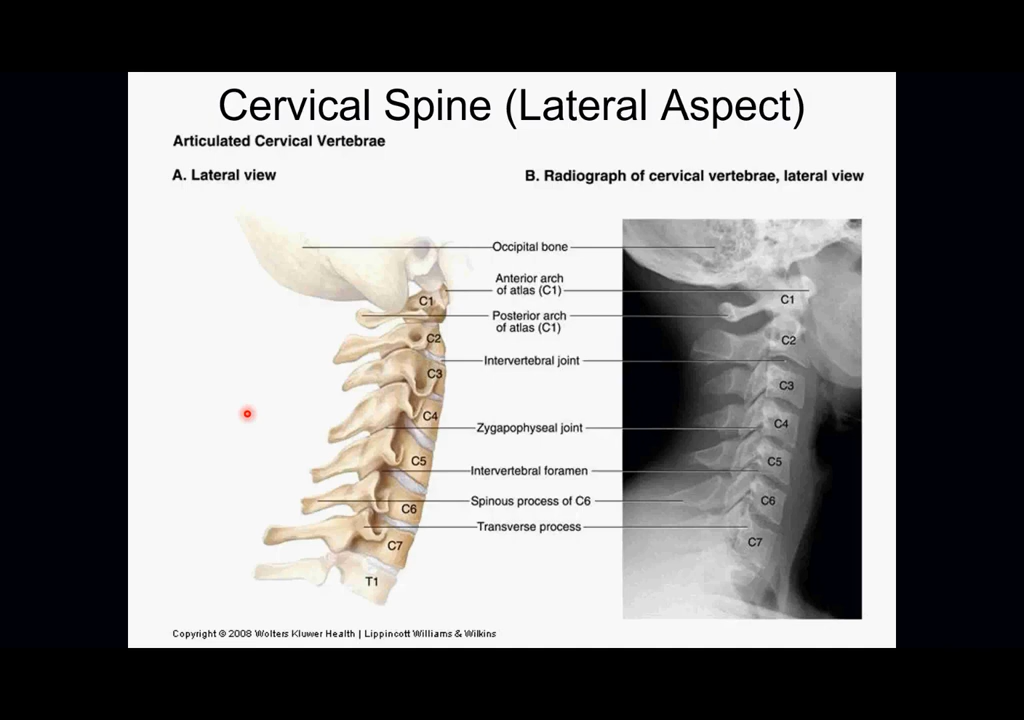 Cervical Spine (Lateral Aspect)
Articulated Cervical Vertebrae
A. Lateral view
B. Radiograph of cervical vertebrae, lateral view
Occipital bone
Anterior arch
of atlas (C1)
Posterior arch
of atlas (C1)
Intervertebral joint
Zygapophyseal joint
Intervertebral foramen
Spinous process of C6
Transverse process
C1
C2
C3
C4
C5
C6
C7
T1
C1
C2
C3
C4
C5
C6
C7
Copyright © 2008 Wolters Kluwer Health | Lippincott Williams & Wilkins